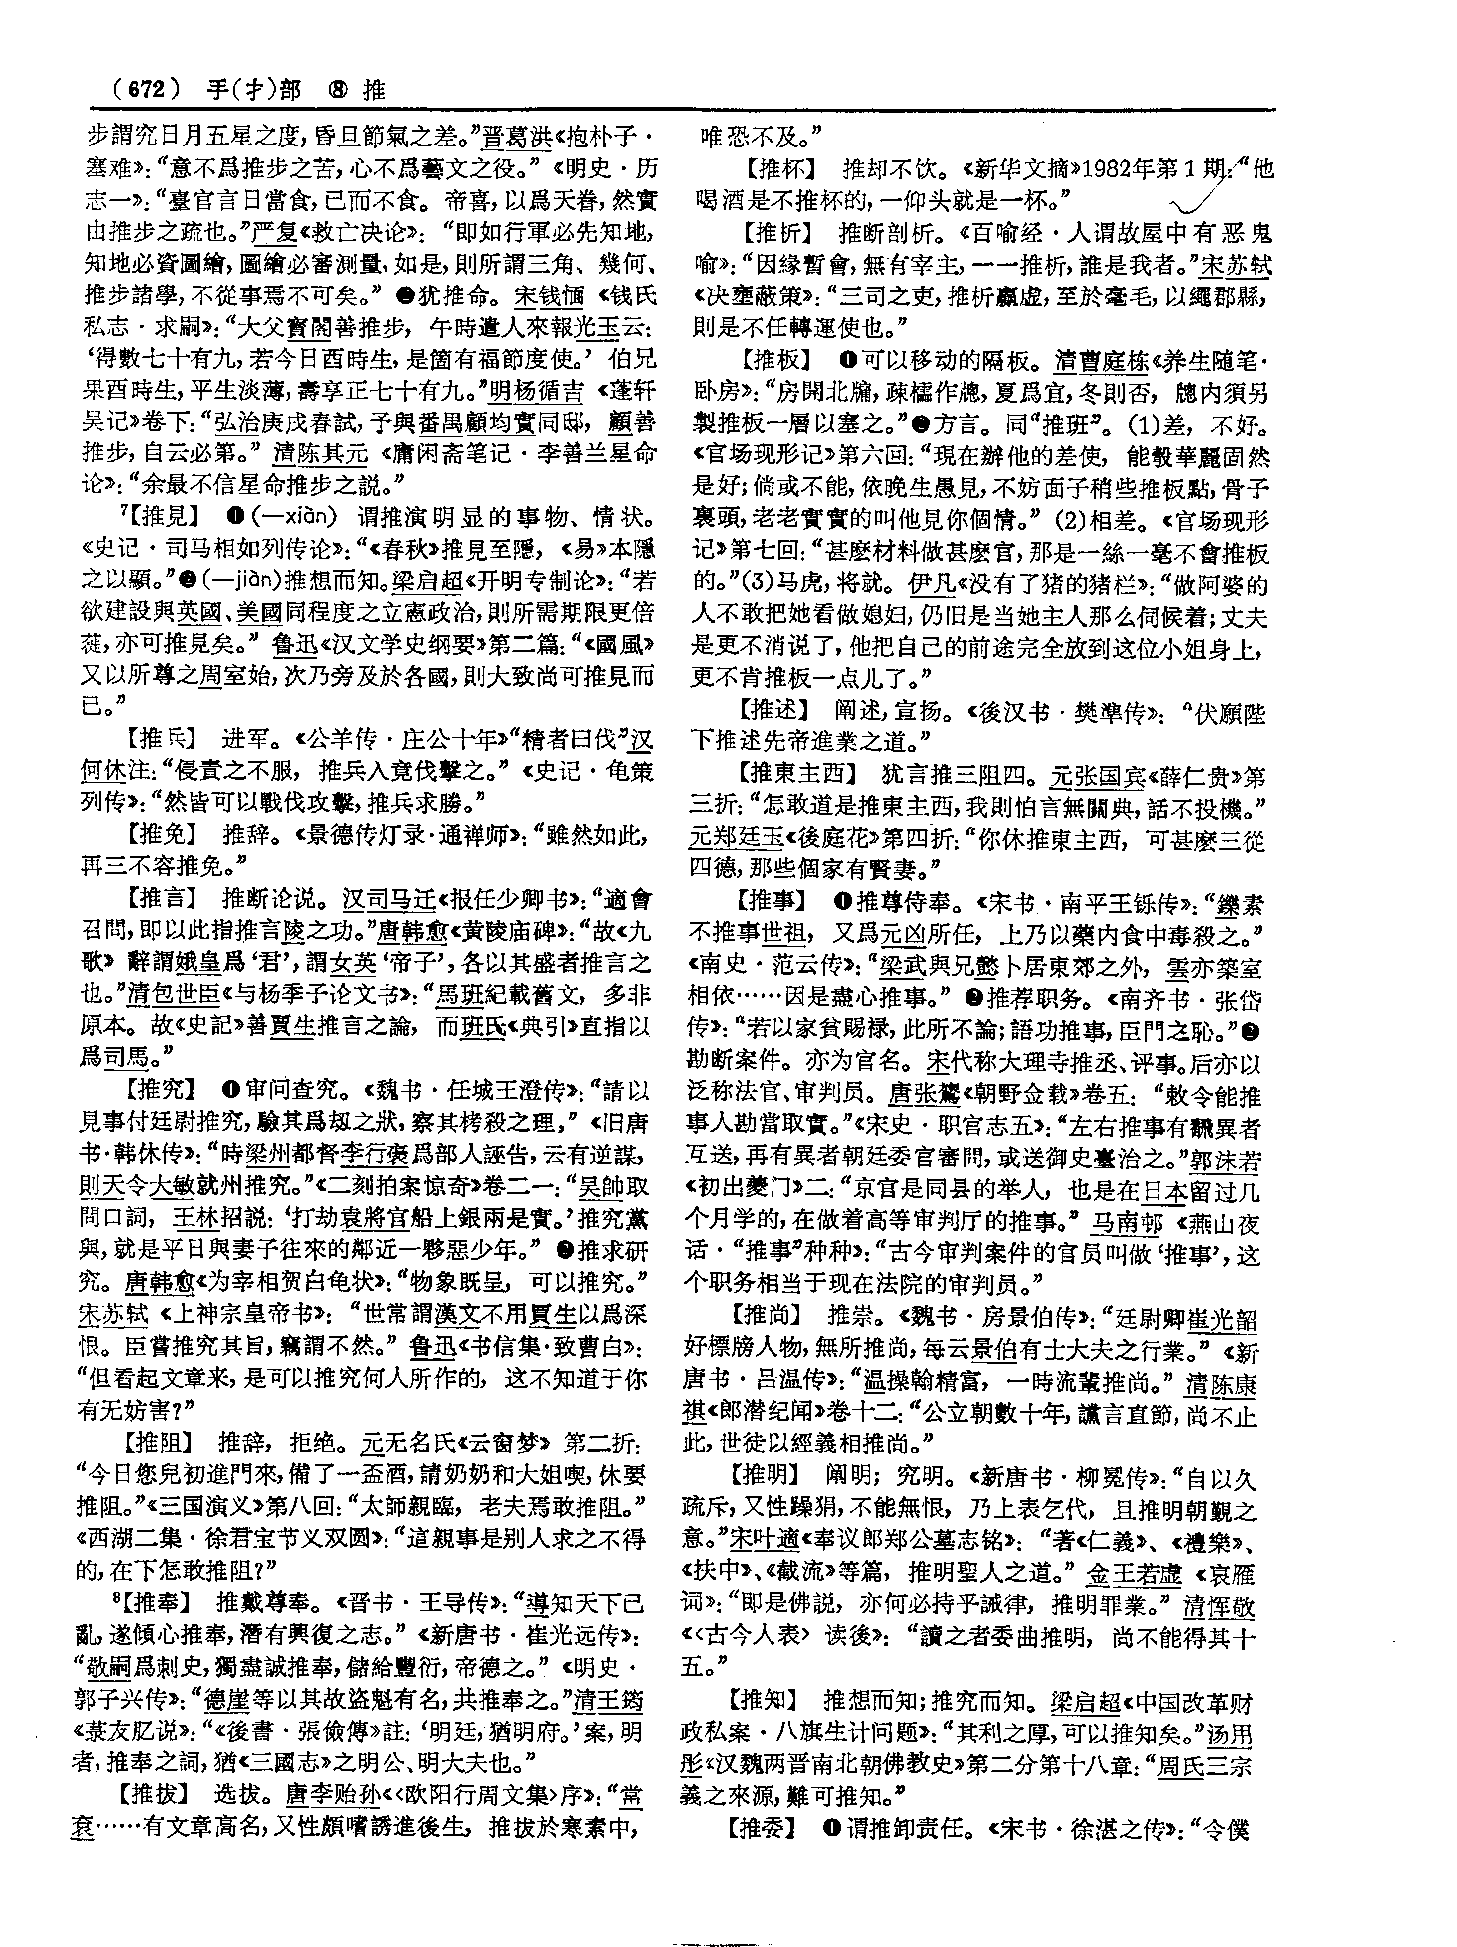 (672) 手(扌)部 ⑧ 推
步謂究日月五星之度，昏旦節氣之差。”晋葛洪《抱朴子·
塞难》：“意不爲推步之苦，心不爲藝文之役。”《明史·历
志一》：“臺官言日當食，已而不食。帝喜，以爲天眷，然實
由推步之疏也。”严复《救亡决论》：“即如行軍必先知地，
知地必資圖繪，圖繪必審測量，如是，則所謂三角、幾何、
推步諸學，不從事焉不可矣。”❷犹推命。宋钱愐《钱氏
私志·求嗣》：“大父寶閣善推步，午時遣人來報光玉云：
‘得數七十有九，若今日酉時生，是箇有福節度使。’伯兄
果酉時生，平生淡薄，壽享正七十有九。”明杨循吉《蓬轩
吴记》卷下：“弘治庚戌春試，予與番禺顧均實同邸，顧善
推步，自云必第。”清陈其元《庸闲斋笔记·李善兰星命
论》：“余最不信星命推步之説。”
⁷【推見】 ❶(—xiàn) 谓推演明显的事物、情状。
《史记·司马相如列传论》：“《春秋》推見至隱，《易》本隱
之以顯。”❷(—jiàn)推想而知。梁启超《开明专制论》：“若
欲建設與英國、美國同程度之立憲政治，則所需期限更倍
蓰，亦可推見矣。”鲁迅《汉文学史纲要》第二篇：“《國風》
又以所尊之周室始，次乃旁及於各國，則大致尚可推見而
已。”
【推兵】 进军。《公羊传·庄公十年》“精者曰伐”汉
何休注：“侵責之不服，推兵入竟伐擊之。”《史记·龟策
列传》：“然皆可以戰伐攻擊，推兵求勝。”
【推免】 推辞。《景德传灯录·通禅师》：“雖然如此，
再三不容推免。”
【推言】 推断论说。汉司马迁《报任少卿书》：“適會
召問，即以此指推言陵之功。”唐韩愈《黄陵庙碑》：“故《九
歌》辭謂娥皇爲‘君’，謂女英‘帝子’，各以其盛者推言之
也。”清包世臣《与杨季子论文书》：“馬班紀載舊文，多非
原本。故《史記》善賈生推言之論，而班氏《典引》直指以
爲司馬。”
【推究】 ❶审问查究。《魏书·任城王澄传》：“請以
見事付廷尉推究，驗其爲劫之狀，察其栲殺之理，”《旧唐
书·韩休传》：“時梁州都督李行褒爲部人誣告，云有逆謀，
則天令大敏就州推究。”《二刻拍案惊奇》卷二一：“吴帥取
問口詞，王林招説：‘打劫袁將官船上銀兩是實。’推究黨
與，就是平日與妻子往來的鄰近一夥惡少年。”❷推求研
究。唐韩愈《为宰相贺白龟状》：“物象既呈，可以推究。”
宋苏轼《上神宗皇帝书》：“世常謂漢文不用賈生以爲深
恨。臣嘗推究其旨，竊謂不然。”鲁迅《书信集·致曹白》：
“但看起文章来，是可以推究何人所作的，这不知道于你
有无妨害？”
【推阻】 推辞，拒绝。元无名氏《云窗梦》第二折：
“今日您兒初進門來，備了一盃酒，請奶奶和大姐喫，休要
推阻。”《三国演义》第八回：“太師親臨，老夫焉敢推阻。”
《西湖二集·徐君宝节义双圆》：“這親事是别人求之不得
的，在下怎敢推阻？”
⁸【推奉】 推戴尊奉。《晋书·王导传》：“導知天下已
亂，遂傾心推奉，潛有興復之志。”《新唐书·崔光远传》：
“敬嗣爲刺史，獨盡誠推奉，儲給豐衍，帝德之。”《明史·
郭子兴传》：“德崖等以其故盜魁有名，共推奉之。”清王筠
《菉友肊说》：“《後書·張儉傳》註：‘明廷，猶明府。’案，明
者，推奉之詞，猶《三國志》之明公、明大夫也。”
【推拔】 选拔。唐李贻孙《〈欧阳行周文集〉序》：“常
衮……有文章高名，又性頗嗜誘進後生，推拔於寒素中，
唯恐不及。”
【推杯】 推却不饮。《新华文摘》1982年第1期：“他
喝酒是不推杯的，一仰头就是一杯。”
【推析】 推断剖析。《百喻经·人谓故屋中有恶鬼
喻》：“因緣暫會，無有宰主，一一推析，誰是我者。”宋苏轼
《决壅蔽策》：“三司之吏，推析贏虚，至於毫毛，以繩郡縣，
則是不任轉運使也。”
【推板】 ❶可以移动的隔板。清曹庭栋《养生随笔·
卧房》：“房開北牖，疎櫺作牕，夏爲宜，冬則否，牕内須另
製推板一層以塞之。”❷方言。同“推班”。(1)差，不好。
《官场现形记》第六回：“現在辦他的差使，能彀華麗固然
是好；倘或不能，依晚生愚見，不妨面子稍些推板點，骨子
裏頭，老老實實的叫他見你個情。”(2)相差。《官场现形
记》第七回：“甚麽材料做甚麽官，那是一絲一毫不會推板
的。”(3)马虎，将就。伊凡《没有了猪的猪栏》：“做阿婆的
人不敢把她看做媳妇，仍旧是当她主人那么伺候着；丈夫
是更不消说了，他把自己的前途完全放到这位小姐身上，
更不肯推板一点儿了。”
【推述】 阐述，宣扬。《後汉书·樊準传》：“伏願陛
下推述先帝進業之道。”
【推東主西】 犹言推三阻四。元张国宾《薛仁贵》第
三折：“怎敢道是推東主西，我則怕言無關典，話不投機。”
元郑廷玉《後庭花》第四折：“你休推東主西，可甚麽三從
四德，那些個家有賢妻。”
【推事】 ❶推尊侍奉。《宋书·南平王铄传》：“鑠素
不推事世祖，又爲元凶所任，上乃以藥内食中毒殺之。”
《南史·范云传》：“梁武與兄懿卜居東郊之外，雲亦築室
相依……因是盡心推事。”❷推荐职务。《南齐书·张岱
传》：“若以家貧賜禄，此所不論；語功推事，臣門之恥。”❸
勘断案件。亦为官名。宋代称大理寺推丞、评事。后亦以
泛称法官、审判员。唐张鷟《朝野佥载》卷五：“敕令能推
事人勘當取實。”《宋史·职官志五》：“左右推事有飜異者
互送，再有異者朝廷委官審問，或送御史臺治之。”郭沫若
《初出夔门》二：“京官是同县的举人，也是在日本留过几
个月学的，在做着高等审判厅的推事。”马南邨《燕山夜
话·“推事”种种》：“古今审判案件的官员叫做‘推事’，这
个职务相当于现在法院的审判员。”
【推尚】 推崇。《魏书·房景伯传》：“廷尉卿崔光韶
好標牓人物，無所推尚，每云景伯有士大夫之行業。”《新
唐书·吕温传》：“温操翰精富，一時流輩推尚。”清陈康
祺《郎潜纪闻》卷十二：“公立朝數十年，讜言直節，尚不止
此，世徒以經義相推尚。”
【推明】 阐明；究明。《新唐书·柳冕传》：“自以久
疏斥，又性躁狷，不能無恨，乃上表乞代，且推明朝覲之
意。”宋叶適《奉议郎郑公墓志铭》：“著《仁義》、《禮樂》、
《扶中》、《截流》等篇，推明聖人之道。”金王若虚《哀雁
词》：“即是佛説，亦何必持乎誡律，推明罪業。”清恽敬
《〈古今人表〉读後》：“讀之者委曲推明，尚不能得其十
五。”
【推知】 推想而知；推究而知。梁启超《中国改革财
政私案·八旗生计问题》：“其利之厚，可以推知矣。”汤用
彤《汉魏两晋南北朝佛教史》第二分第十八章：“周氏三宗
義之來源，難可推知。”
【推委】 ❶谓推卸责任。《宋书·徐湛之传》：“令僕